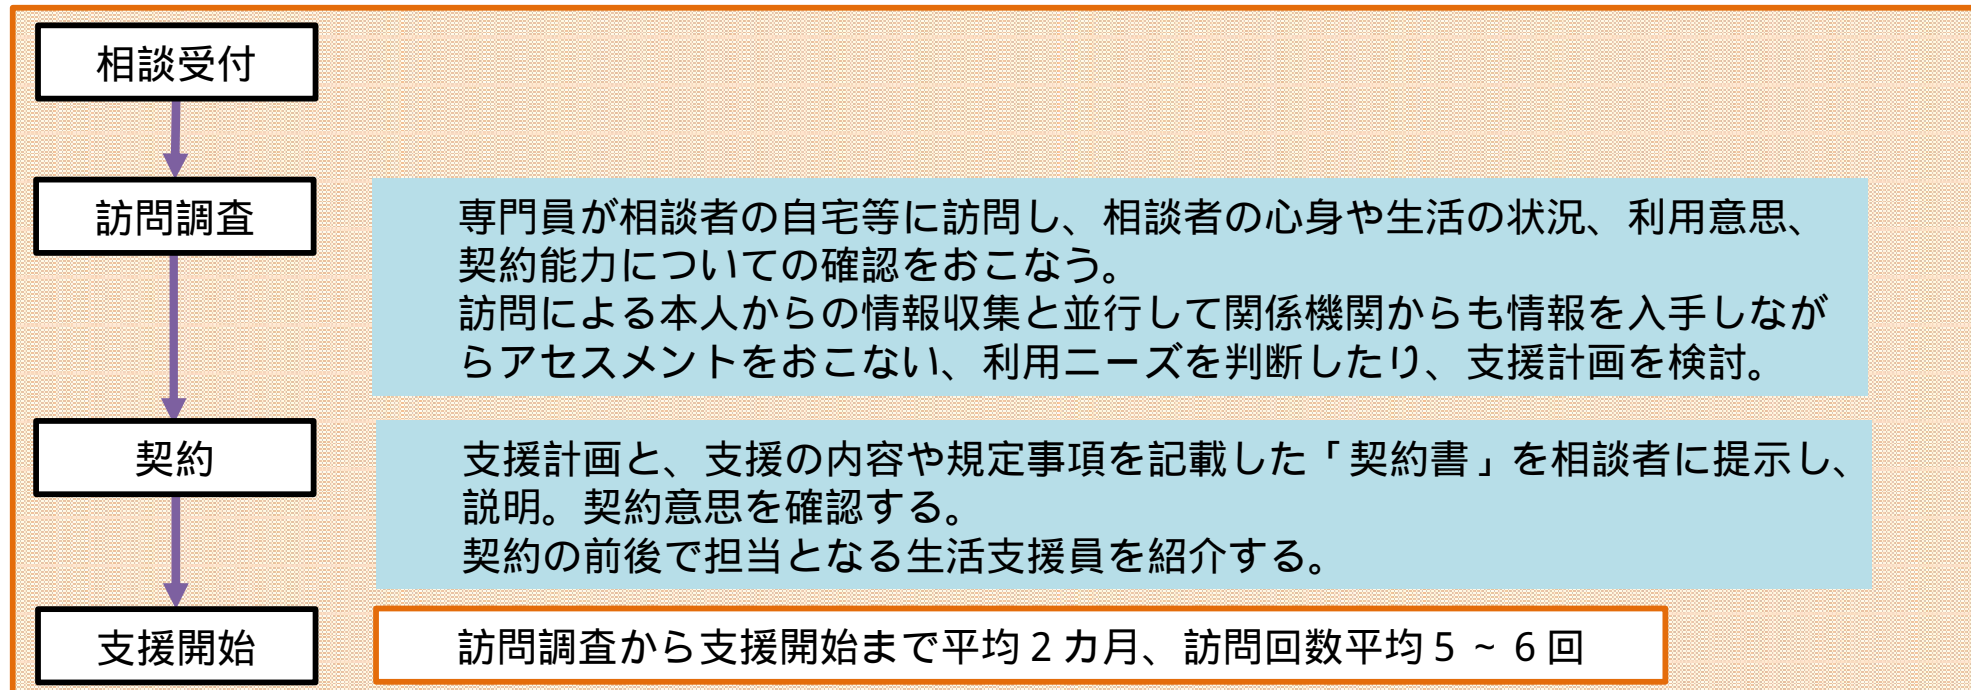 相談受付
訪問調査
専門員が相談者の自宅等に訪問し、相談者の心身や生活の状況、利用意思、
契約能力についての確認をおこなう。
訪問による本人からの情報収集と並行して関係機関からも情報を入手しなが
らアセスメントをおこない、利用ニーズを判断したり、支援計画を検討。
契約
支援計画と、支援の内容や規定事項を記載した「契約書」を相談者に提示し、
説明。契約意思を確認する。
契約の前後で担当となる生活支援員を紹介する。
支援開始
訪問調査から支援開始まで平均２カ月、訪問回数平均５～６回